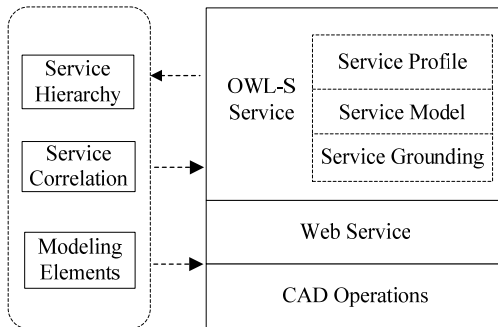 Service
Hierarchy
Service
Correlation
Modeling
Elements
OWL-S
Service
Service Profile
Service Model
Service Grounding
Web Service
CAD Operations